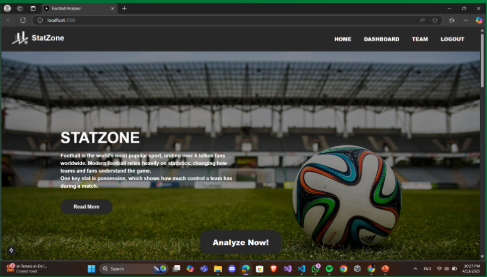 Football Analyzer
localhost:3000
StatZone
HOME
DASHBOARD
TEAM
LOGOUT
STATZONE
Football is the world's most popular sport, uniting over 4 billion fans
worldwide. Modern football relies heavily on statistics, changing how
teams and fans understand the game.
One key stat is possession, which shows how much control a team has
during a match.
Read More
Analyze Now!
Search
ENG
10:17 PM